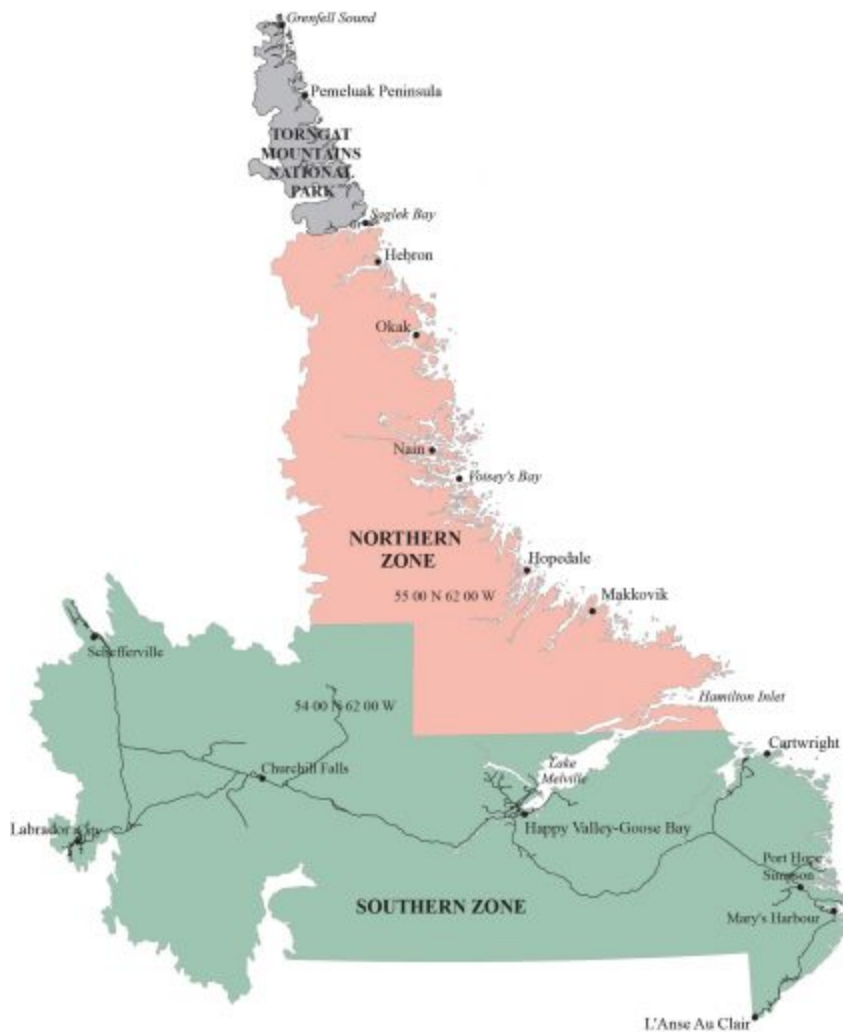 Grenfell Sound
Pemeluak Peninsula
TORNGAT
MOUNTAINS
NATIONAL
PARK
Saglek Bay
Hebron
Okak
Nain
Voisey's Bay
NORTHERN
ZONE
Hopedale
55 00 N 62 00 W
Makkovik
Schefferville
Hamilton Inlet
54 00 N 62 00 W
Cartwright
Lake
Melville
Churchill Falls
Happy Valley-Goose Bay
Labrador City
Port Hope
Simpson
SOUTHERN ZONE
Mary's Harbour
L'Anse Au Clair